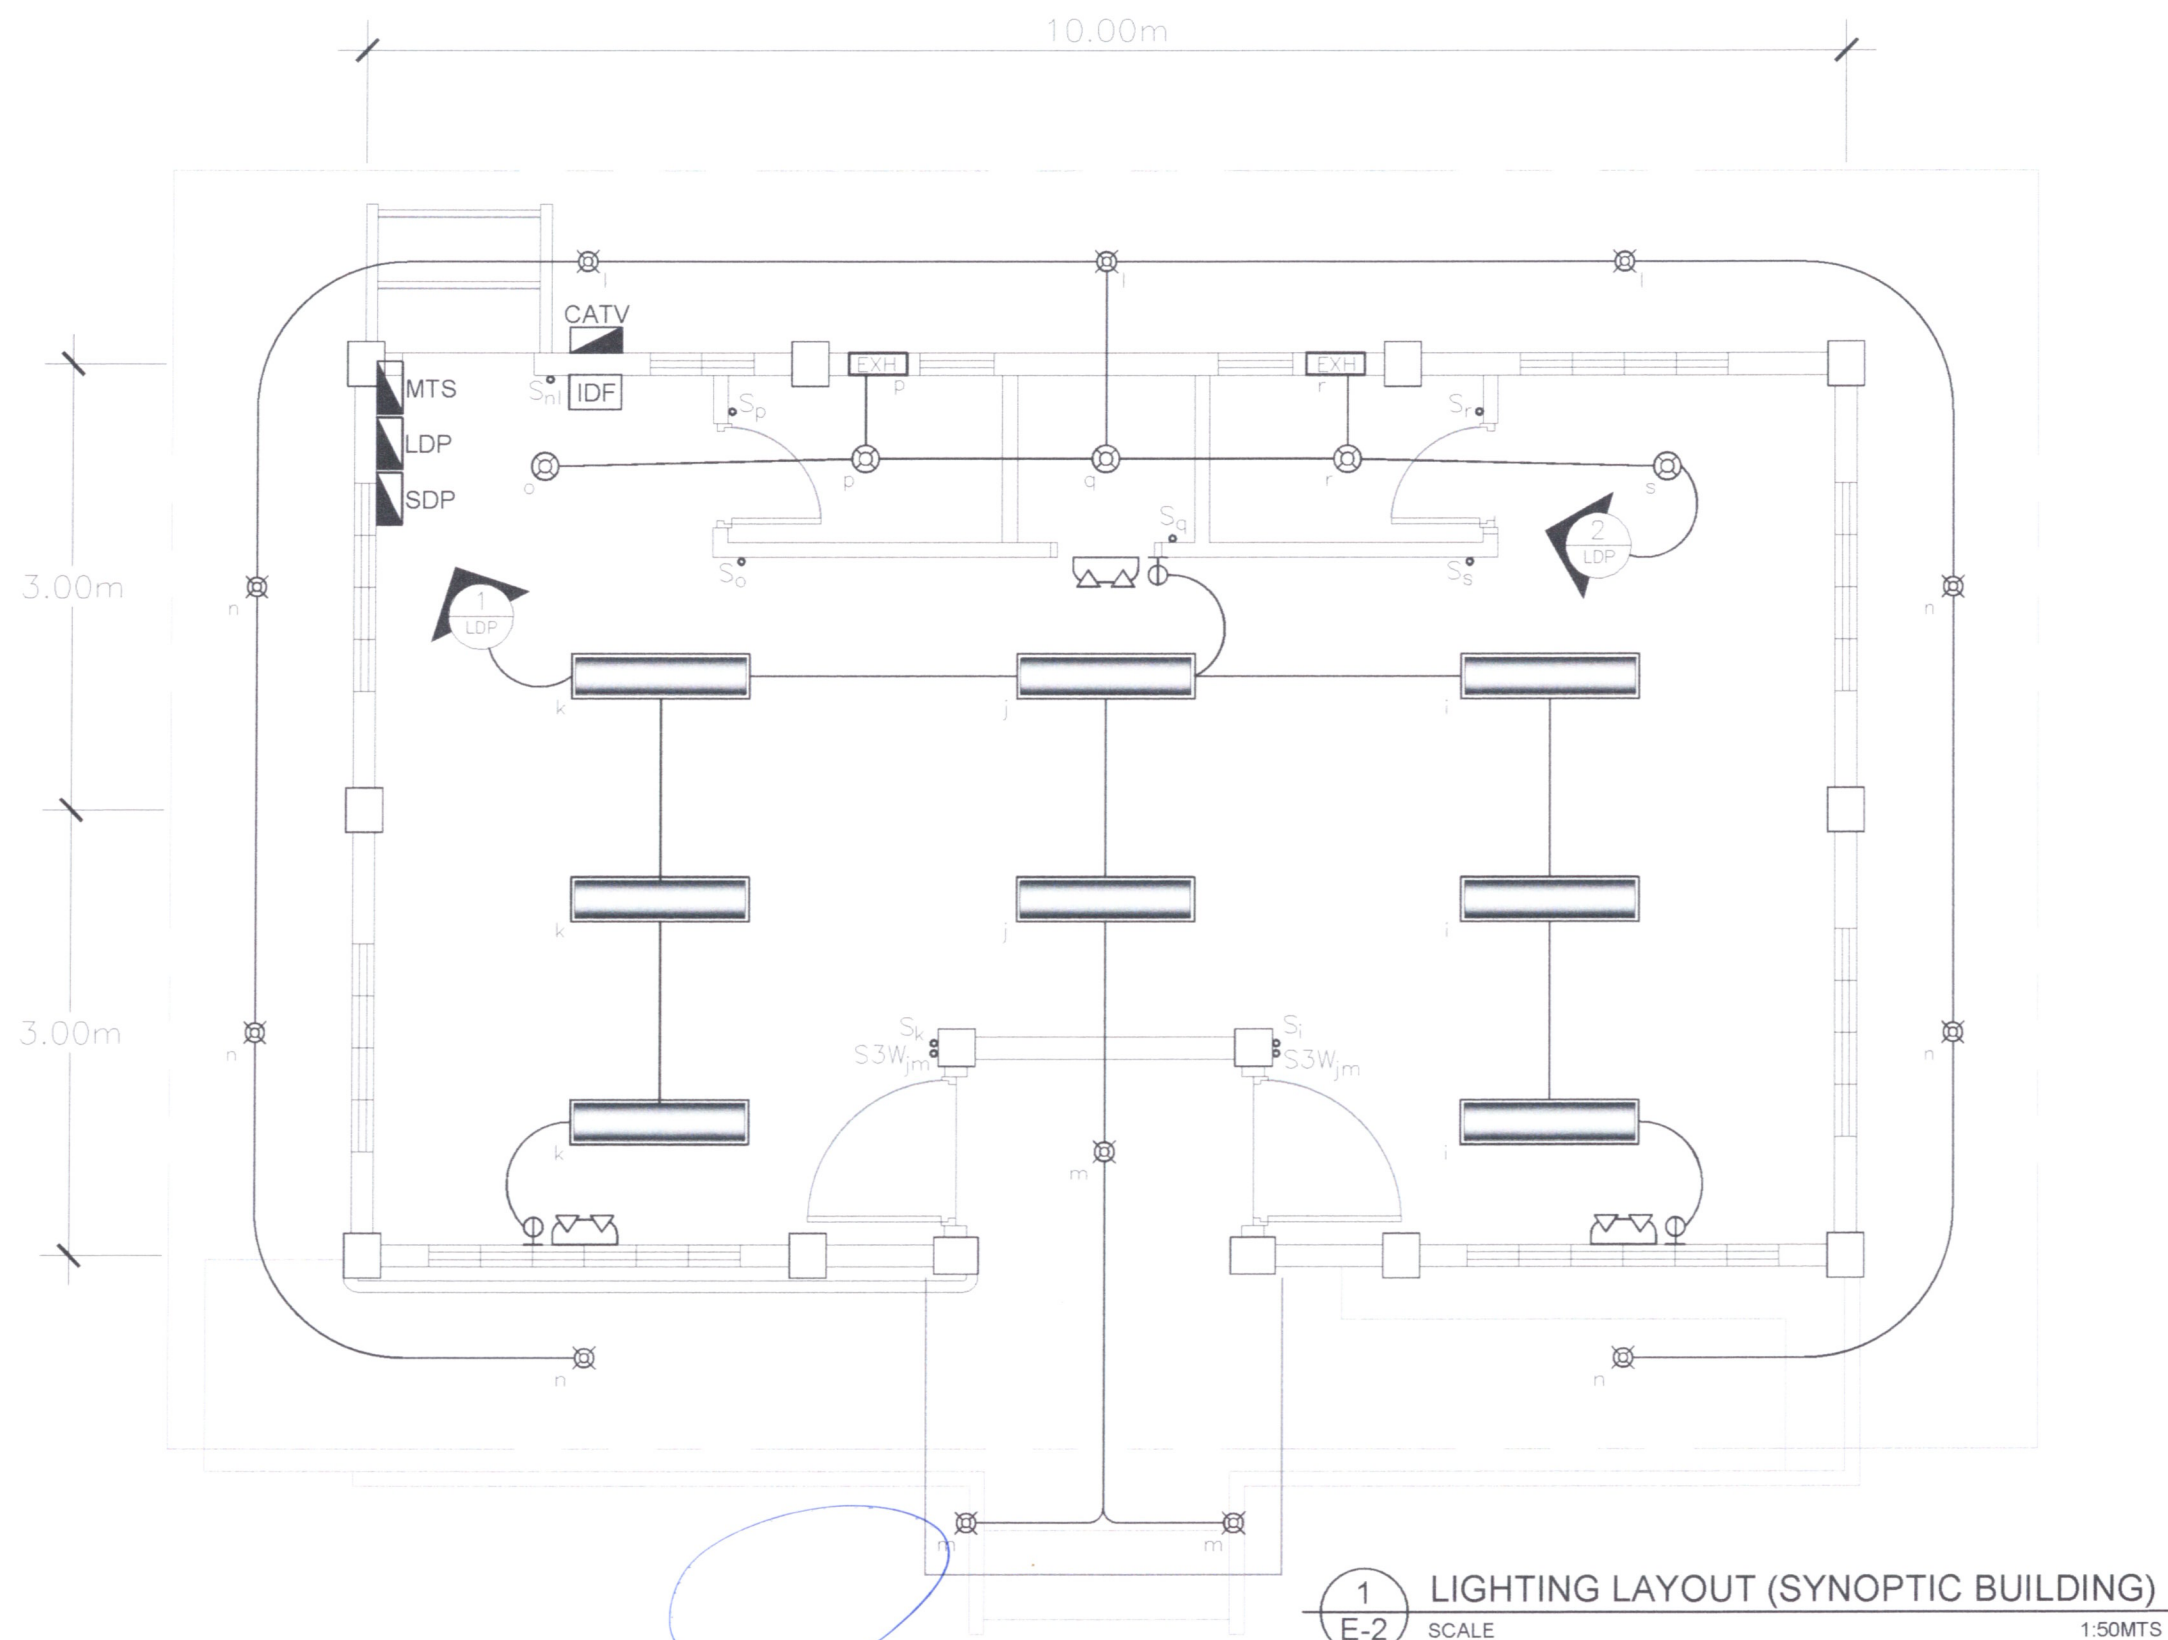 10.00m
l
l
l
CATV
EXH
EXH
p
r
MTS
Snl
IDF
Sp
Sr
LDP
o
p
q
r
s
SDP
Sq
2
LDP
So
Ss
3.00m
1
LDP
n
n
k
j
i
k
j
i
Sk
Si
3.00m
S3Wjm
S3Wjm
n
n
k
i
m
n
n
m
m
1
E-2
LIGHTING LAYOUT (SYNOPTIC BUILDING)
SCALE
1:50MTS